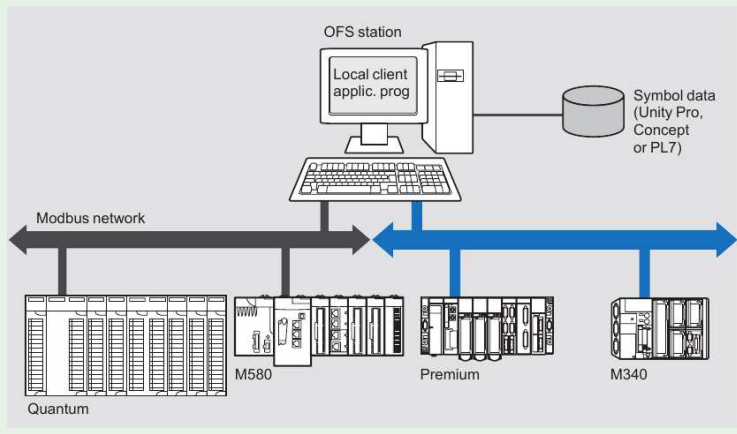 OFS station
Local client
applic. prog
Symbol data
(Unity Pro,
Concept
or PL7)
Modbus network
M580
Premium
M340
Quantum